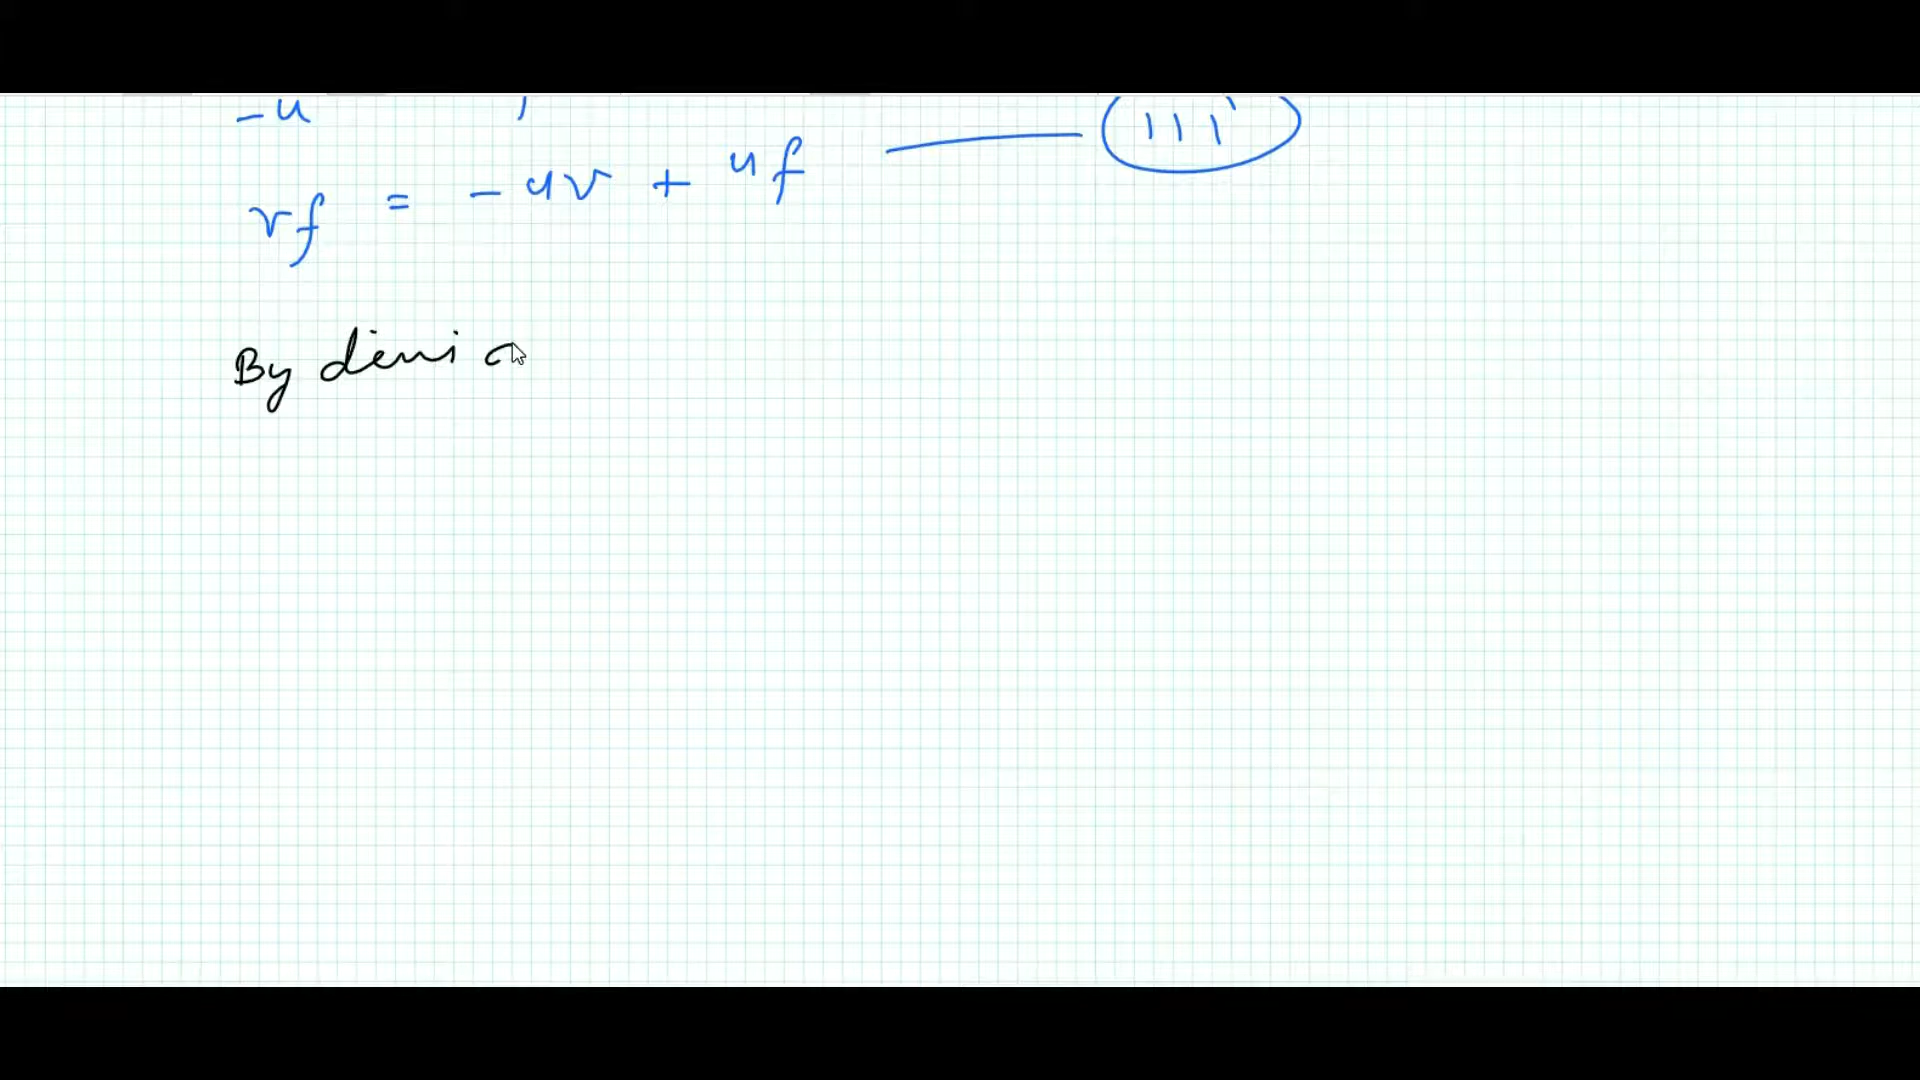 -u
vf = -uv + uf (iii)
By divi